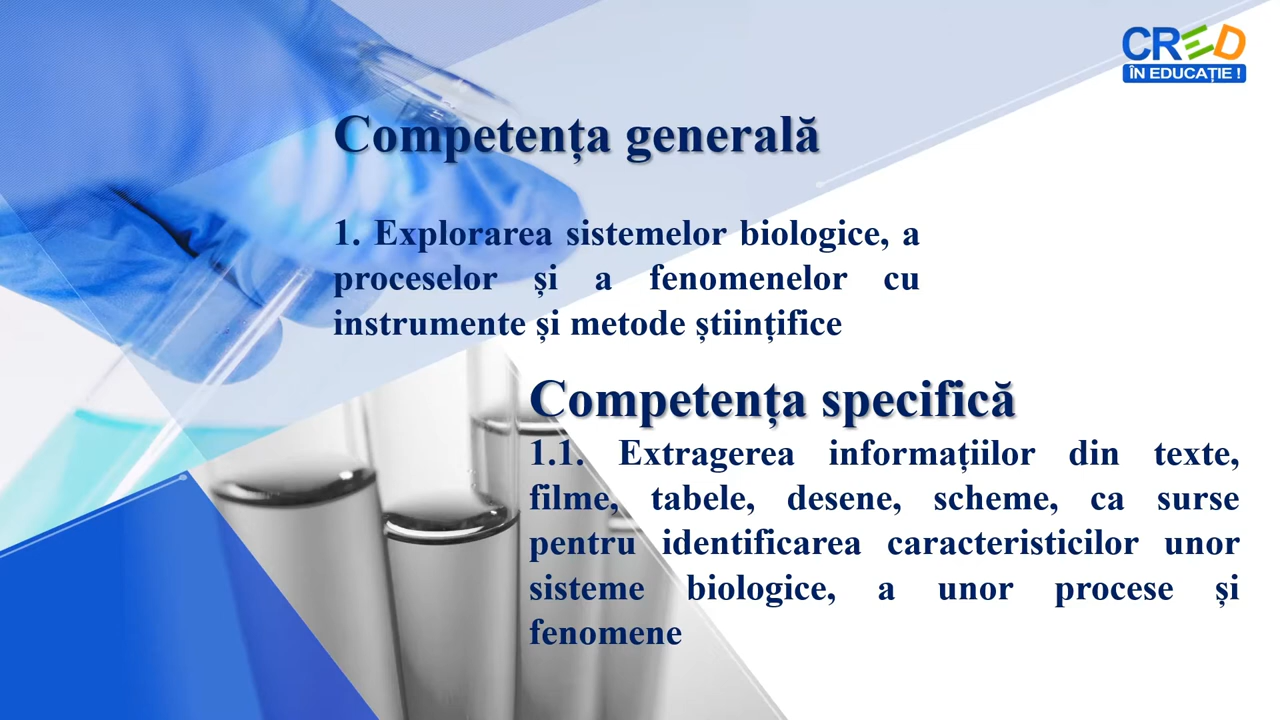 CRED
ÎN EDUCAȚIE !
Competența generală
1. Explorarea sistemelor biologice, a
proceselor și a fenomenelor cu
instrumente și metode științifice
Competența specifică
1.1. Extragerea informațiilor din texte,
filme, tabele, desene, scheme, ca surse
pentru identificarea caracteristicilor unor
sisteme biologice, a unor procese și
fenomene